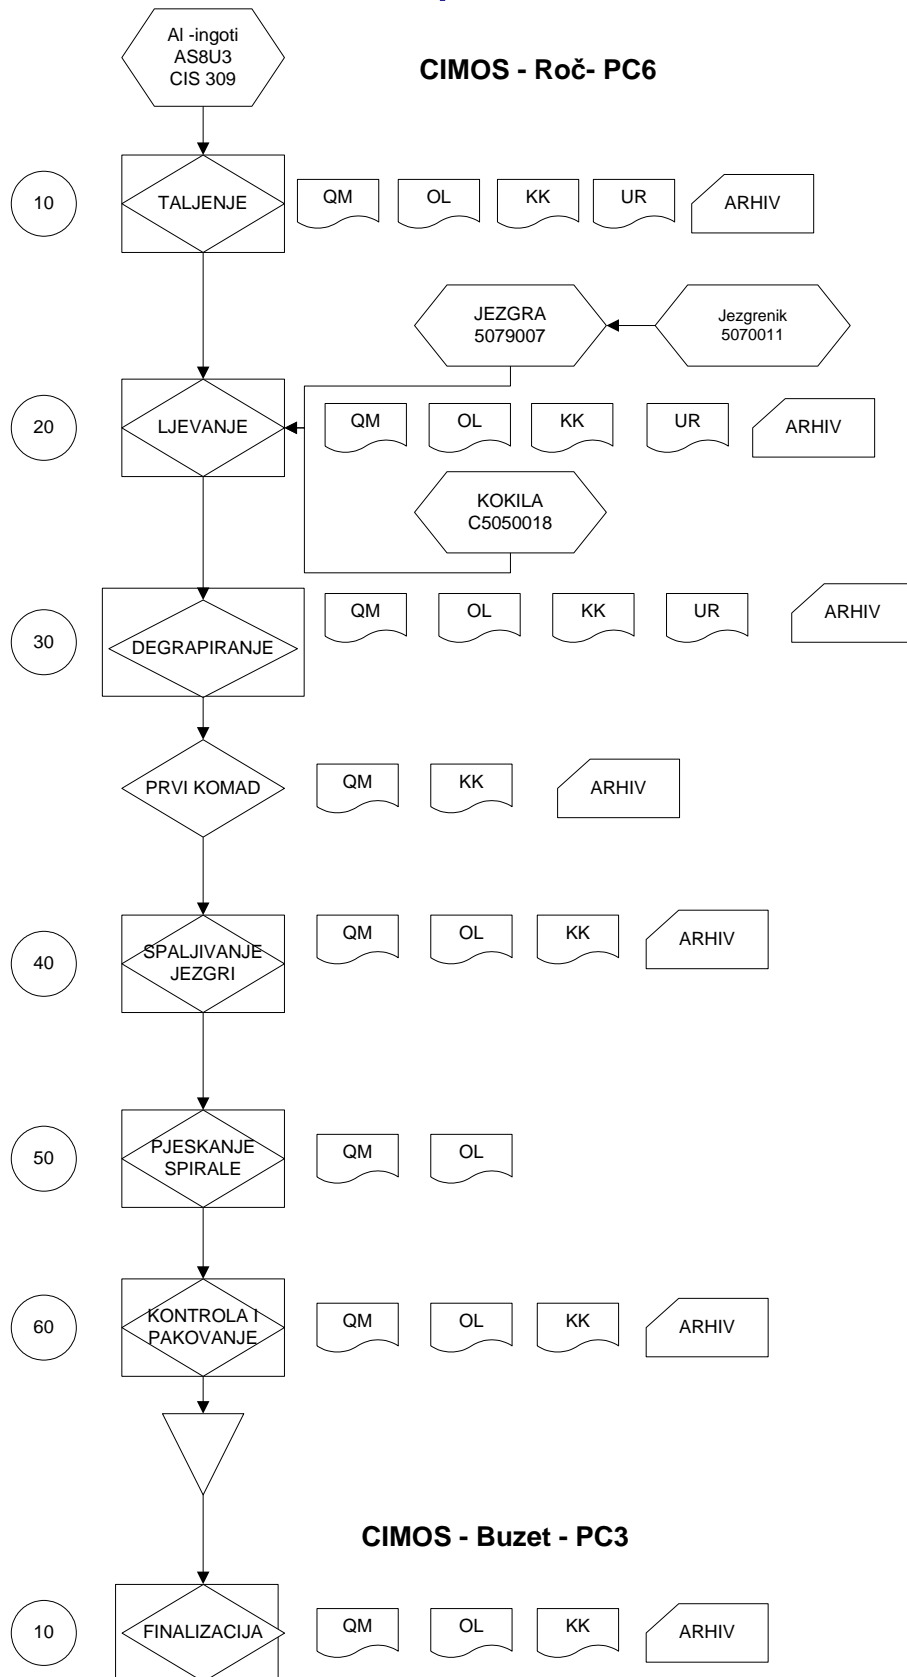 Al -ingoti
AS8U3
CIS 309
CIMOS - Roč- PC6
10
TALJENJE
QM
OL
KK
UR
ARHIV
JEZGRA
5079007
Jezgrenik
5070011
20
LJEVANJE
QM
OL
KK
UR
ARHIV
KOKILA
C5050018
30
DEGRAPIRANJE
QM
OL
KK
UR
ARHIV
PRVI KOMAD
QM
KK
ARHIV
40
SPALJIVANJE
JEZGRI
QM
OL
KK
ARHIV
50
PJESKANJE
SPIRALE
QM
OL
60
KONTROLA I
PAKOVANJE
QM
OL
KK
ARHIV
CIMOS - Buzet - PC3
10
FINALIZACIJA
QM
OL
KK
ARHIV